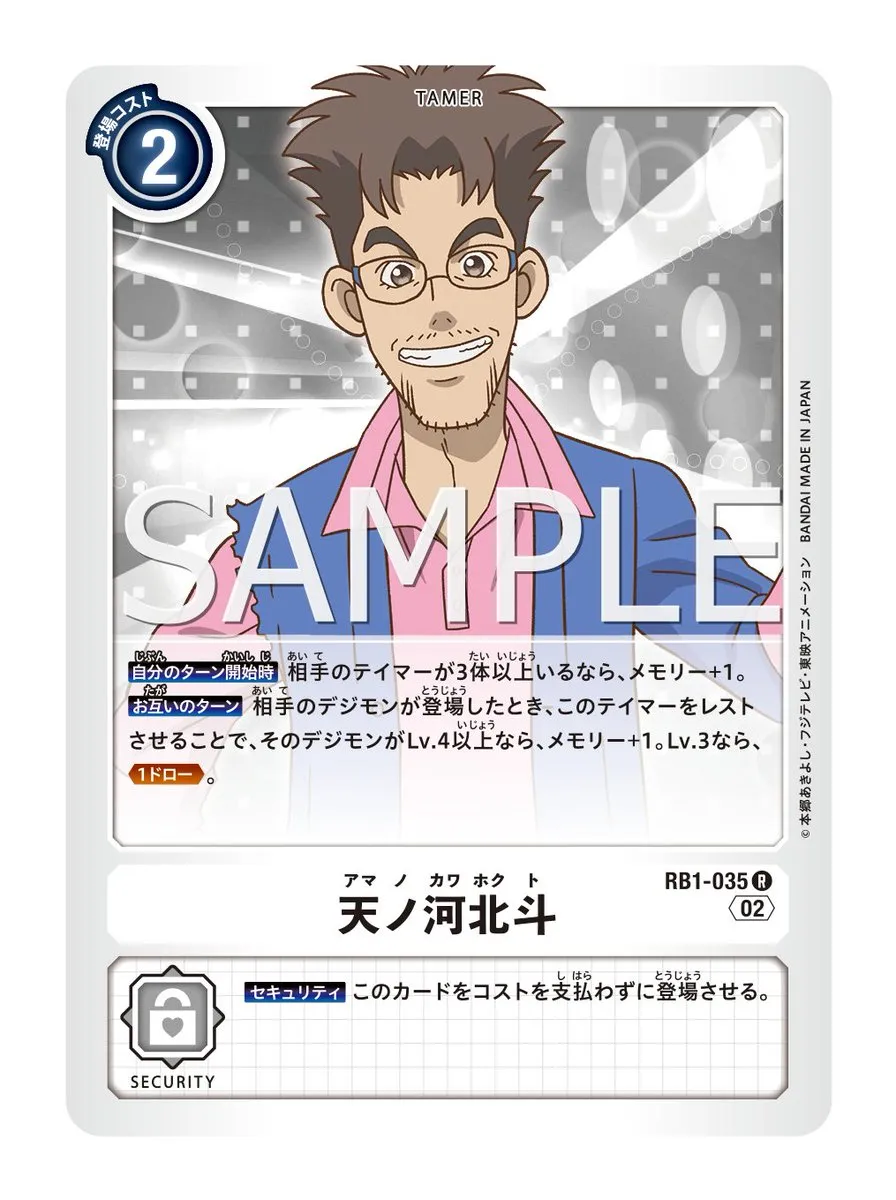 登場コスト
2
TAMER
SAMPLE
自分のターン開始時 相手のテイマーが3体以上いるなら、メモリー+1。
お互いのターン 相手のデジモンが登場したとき、このテイマーをレスト
させることで、そのデジモンがLv.4以上なら、メモリー+1。Lv.3なら、
1ドロー。
©本郷あきよし・フジテレビ・東映アニメーション BANDAI MADE IN JAPAN
アマ ノ カワ ホク ト
天ノ河北斗
RB1-035 R
02
セキュリティ このカードをコストを支払わずに登場させる。
SECURITY